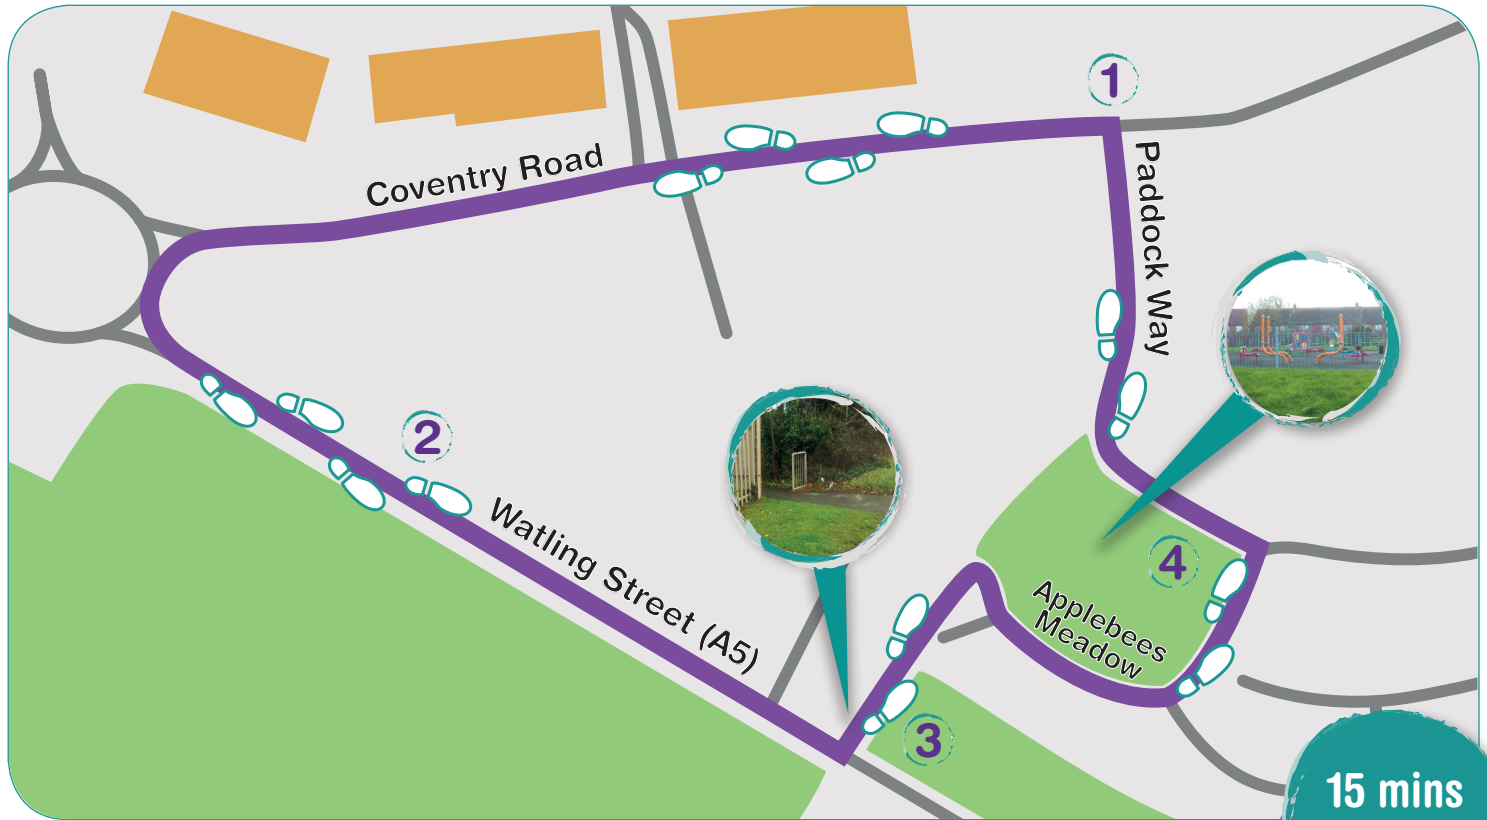 1
Coventry Road
Paddock Way
2
Watling Street (A5)
4
Applebees
Meadow
3
15 mins